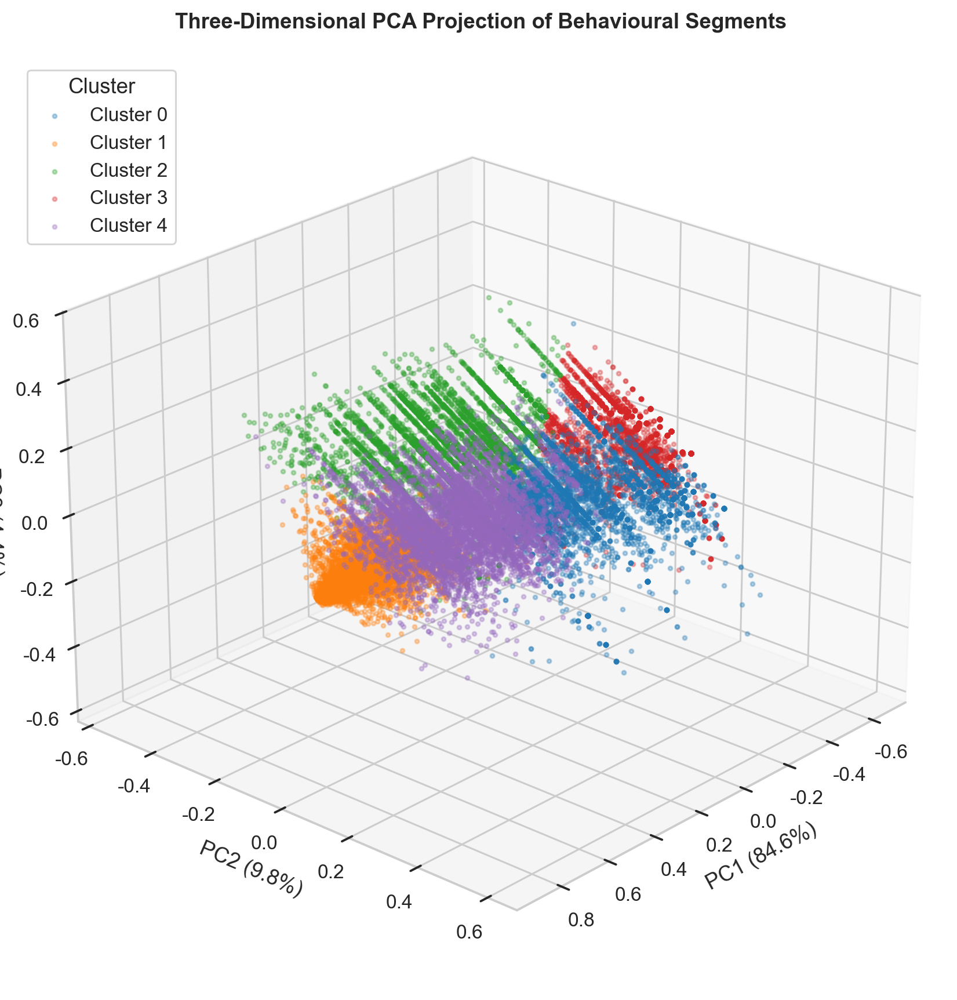 Three-Dimensional PCA Projection of Behavioural Segments
Cluster
Cluster 0
Cluster 1
Cluster 2
Cluster 3
Cluster 4
0.6
0.4
0.2
0.0
-0.2
-0.4
-0.6
-0.6
-0.4
-0.2
0.0
0.2
0.4
0.6
PC2 (9.8%)
-0.6
-0.4
-0.2
0.0
0.2
0.4
0.6
0.8
PC1 (84.6%)